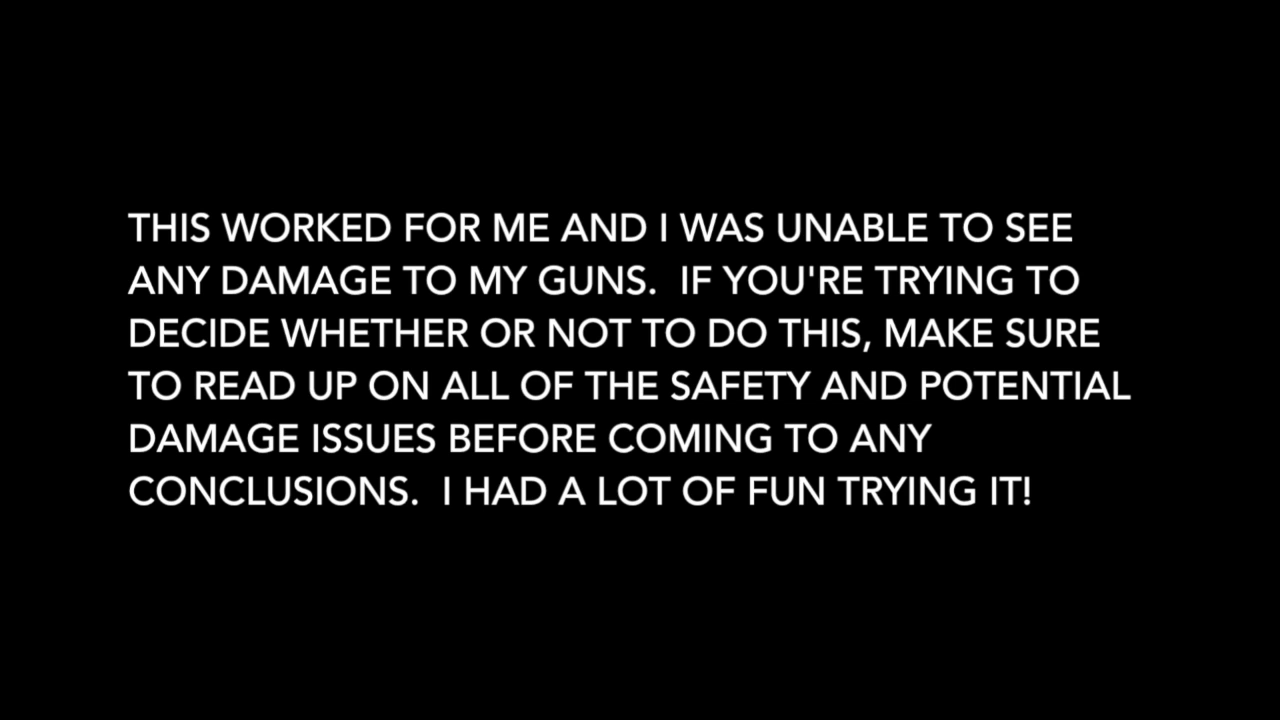 THIS WORKED FOR ME AND I WAS UNABLE TO SEE
ANY DAMAGE TO MY GUNS.  IF YOU'RE TRYING TO
DECIDE WHETHER OR NOT TO DO THIS, MAKE SURE
TO READ UP ON ALL OF THE SAFETY AND POTENTIAL
DAMAGE ISSUES BEFORE COMING TO ANY
CONCLUSIONS.  I HAD A LOT OF FUN TRYING IT!